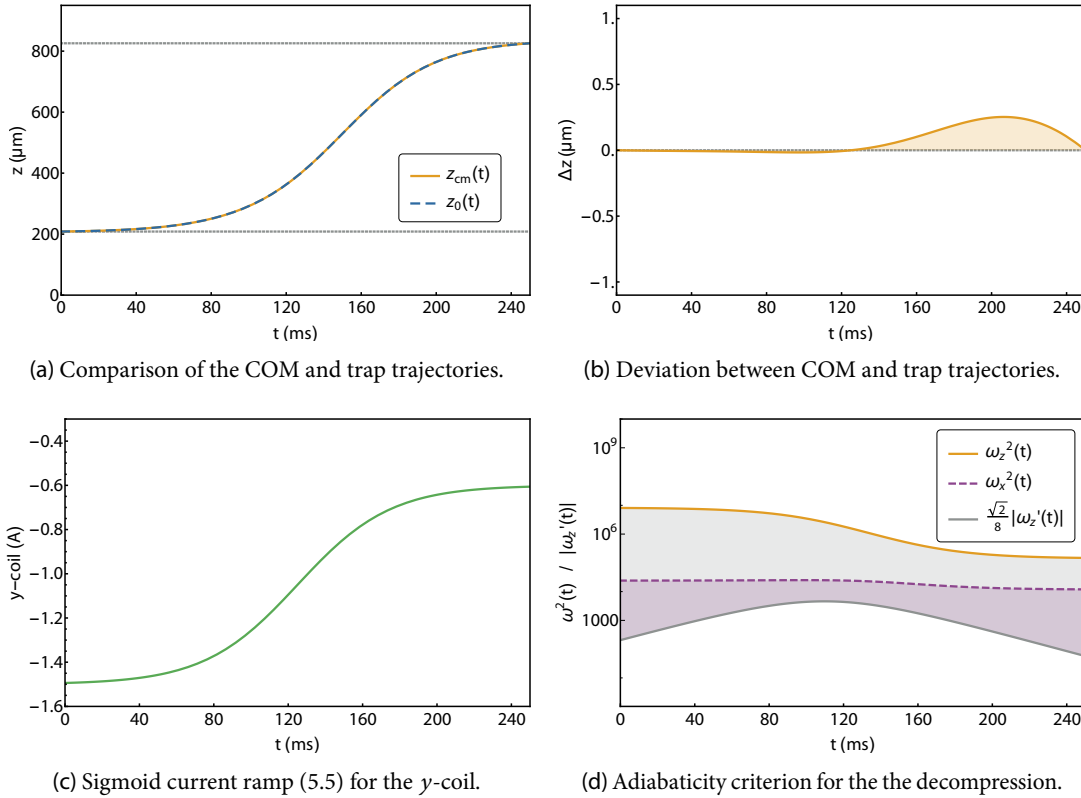 800
600
400
200
0
z (μm)
z_cm(t)
z_0(t)
0 40 80 120 160 200 240
t (ms)
(a) Comparison of the COM and trap trajectories.
1.
0.5
0.
−0.5
−1.
Δz (μm)
0 40 80 120 160 200 240
t (ms)
(b) Deviation between COM and trap trajectories.
−0.4
−0.6
−0.8
−1.0
−1.2
−1.4
−1.6
y−coil (A)
0 40 80 120 160 200 240
t (ms)
(c) Sigmoid current ramp (5.5) for the y-coil.
10⁹
10⁶
1000
ω²(t) / |ω_z'(t)|
ω_z²(t)
ω_x²(t)
√2/8 |ω_z'(t)|
0 40 80 120 160 200 240
t (ms)
(d) Adiabaticity criterion for the the decompression.